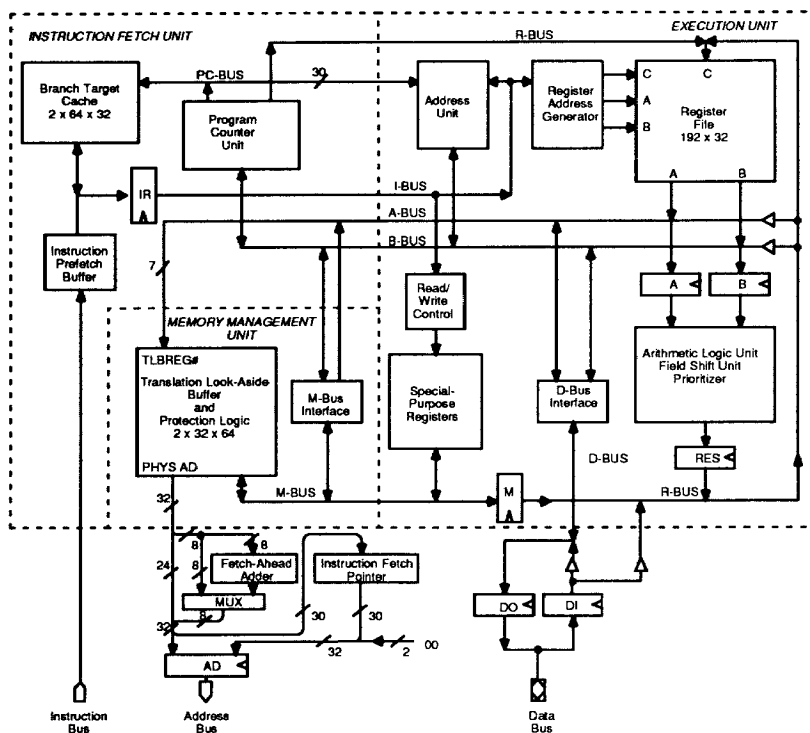 INSTRUCTION FETCH UNIT
EXECUTION UNIT
R-BUS
Branch Target
Cache
2 x 64 x 32
PC-BUS
30
Program
Counter
Unit
Address
Unit
Register
Address
Generator
C
A
B
C
Register
File
192 x 32
A
B
IR
I-BUS
A-BUS
B-BUS
Instruction
Prefetch
Buffer
7
Read/
Write
Control
A
B
MEMORY MANAGEMENT
UNIT
TLBREG#
Translation Look-Aside
Buffer
and
Protection Logic
2 x 32 x 64
PHYS AD
M-Bus
Interface
Special-
Purpose
Registers
D-Bus
Interface
Arithmetic Logic Unit
Field Shift Unit
Prioritizer
D-BUS
RES
M-BUS
M
R-BUS
32
8
8
24
8
Fetch-Ahead
Adder
Instruction Fetch
Pointer
MUX
8
32
30
30
DO
DI
32
2
00
AD
Instruction
Bus
Address
Bus
Data
Bus